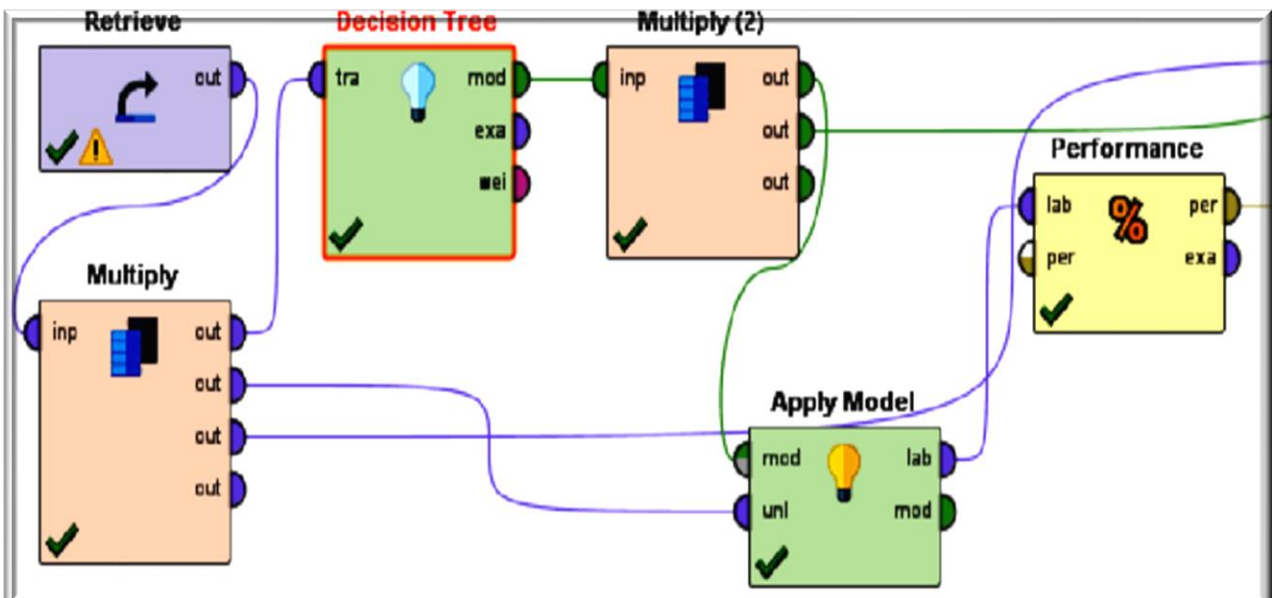 Retrieve
out
Decision Tree
tra
mod
exa
wei
Multiply (2)
inp
out
out
out
Performance
lab
per
per
exa
%
Multiply
inp
out
out
out
out
Apply Model
mod
lab
unl
mod